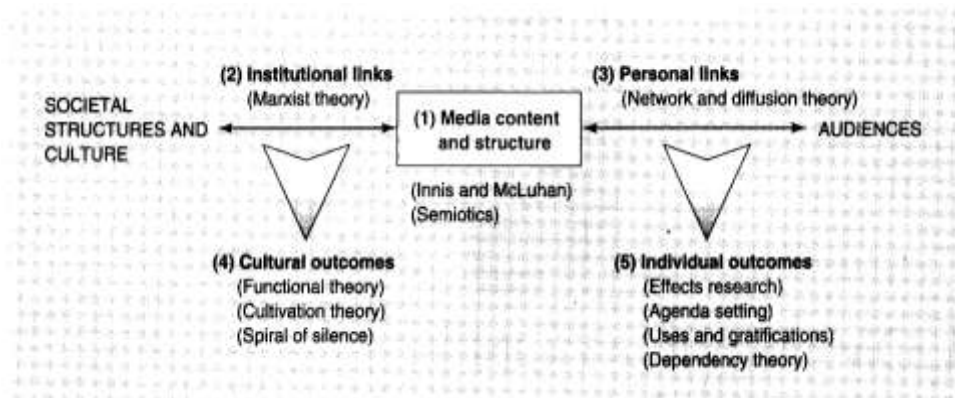 (2) Institutional links
(Marxist theory)
(3) Personal links
(Network and diffusion theory)
SOCIETAL
STRUCTURES AND
CULTURE
(1) Media content
and structure
AUDIENCES
(Innis and McLuhan)
(Semiotics)
(4) Cultural outcomes
(Functional theory)
(Cultivation theory)
(Spiral of silence)
(5) Individual outcomes
(Effects research)
(Agenda setting)
(Uses and gratifications)
(Dependency theory)